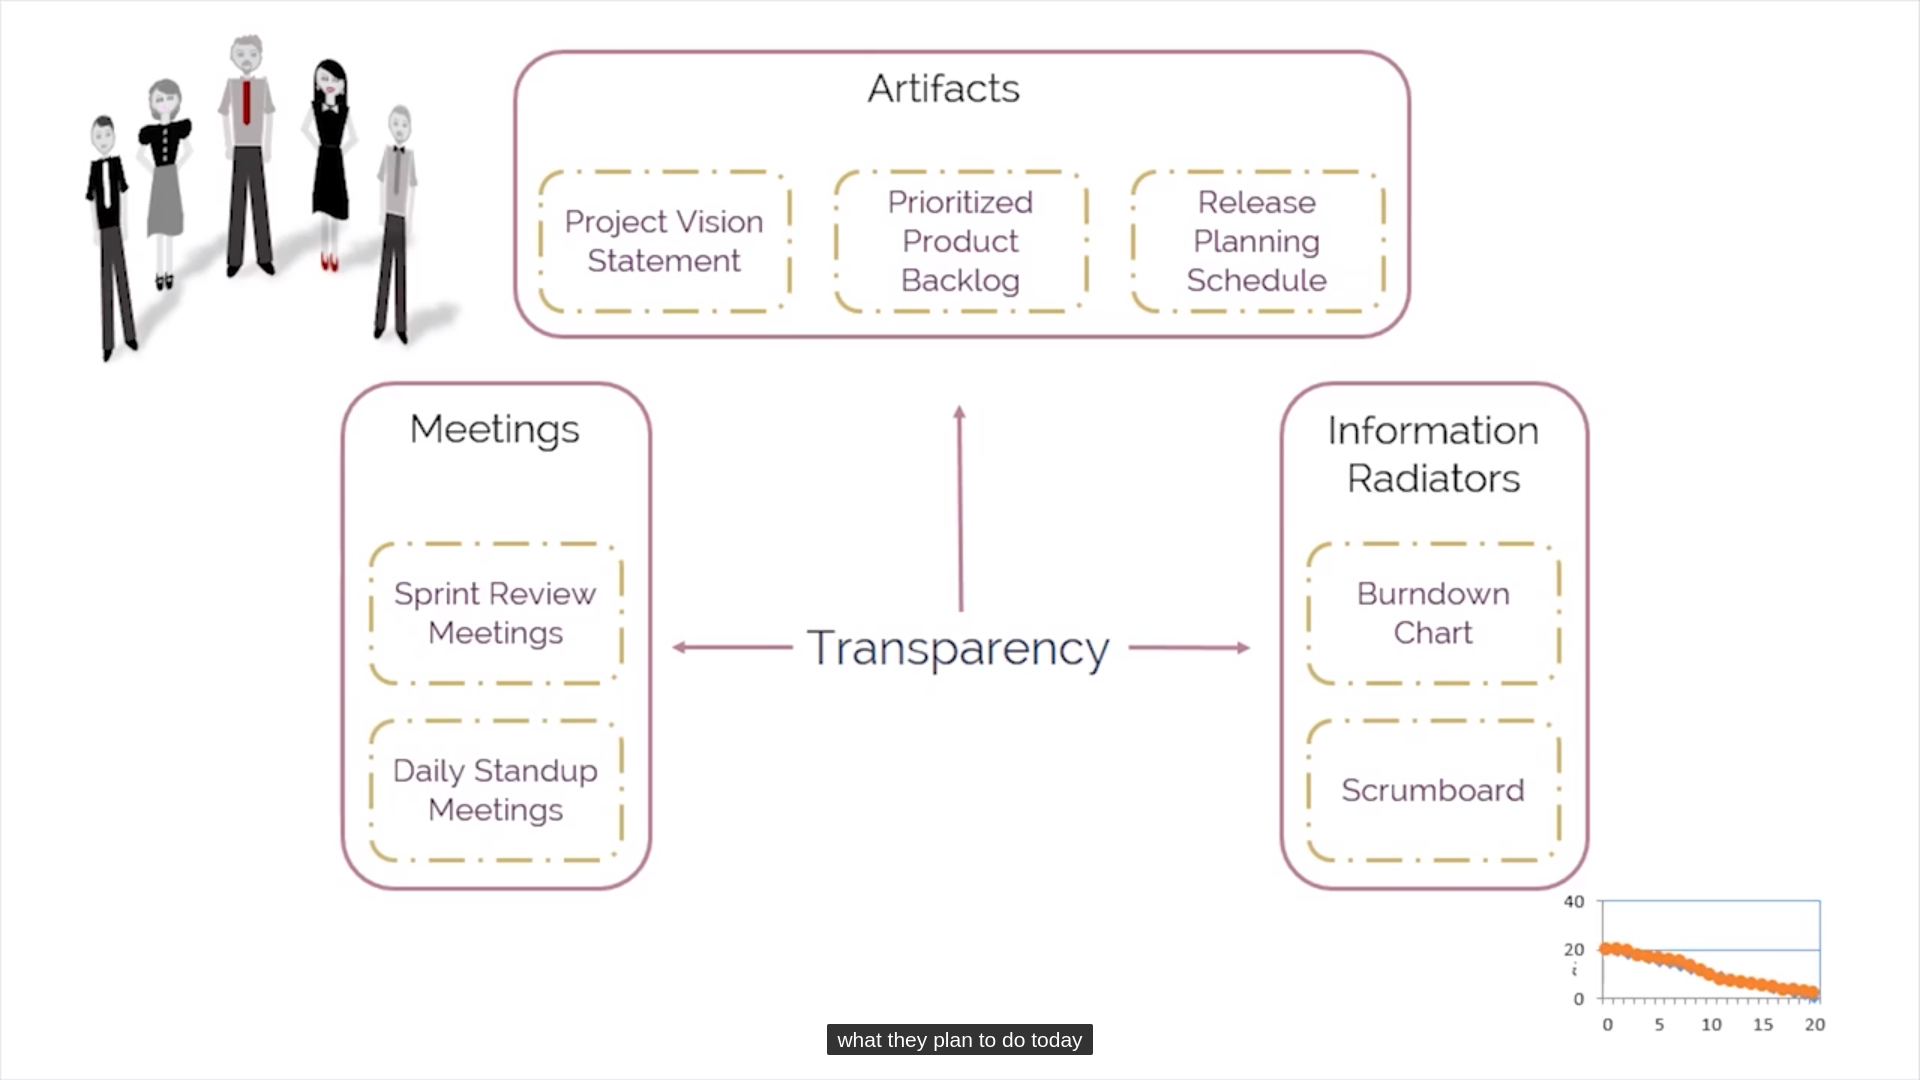 Artifacts
Project Vision
Statement
Prioritized
Product
Backlog
Release
Planning
Schedule
Meetings
Sprint Review
Meetings
Daily Standup
Meetings
Transparency
Information
Radiators
Burndown
Chart
Scrumboard
40
20
0
0 5 10 15 20
what they plan to do today